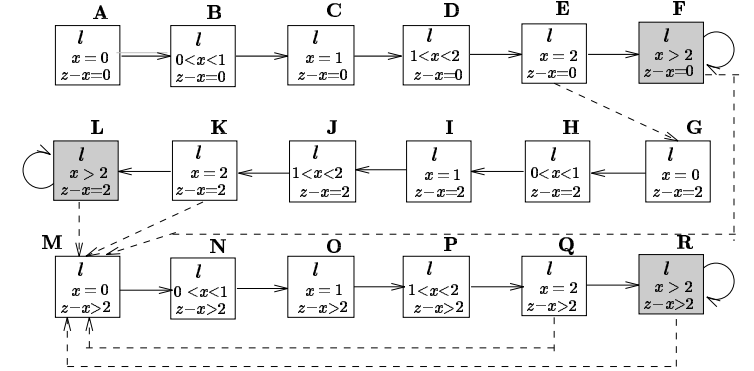 A B C D E F
l l l l l l
x = 0 0<x<1 x = 1 1<x<2 x = 2 x > 2
z−x=0 z−x=0 z−x=0 z−x=0 z−x=0 z−x=0
L K J I H G
l l l l l l
x > 2 x = 2 1<x<2 x = 1 0<x<1 x = 0
z−x=2 z−x=2 z−x=2 z−x=2 z−x=2 z−x=2
M N O P Q R
l l l l l l
x = 0 0 <x<1 x = 1 1<x<2 x = 2 x > 2
z−x>2 z−x>2 z−x>2 z−x>2 z−x>2 z−x>2